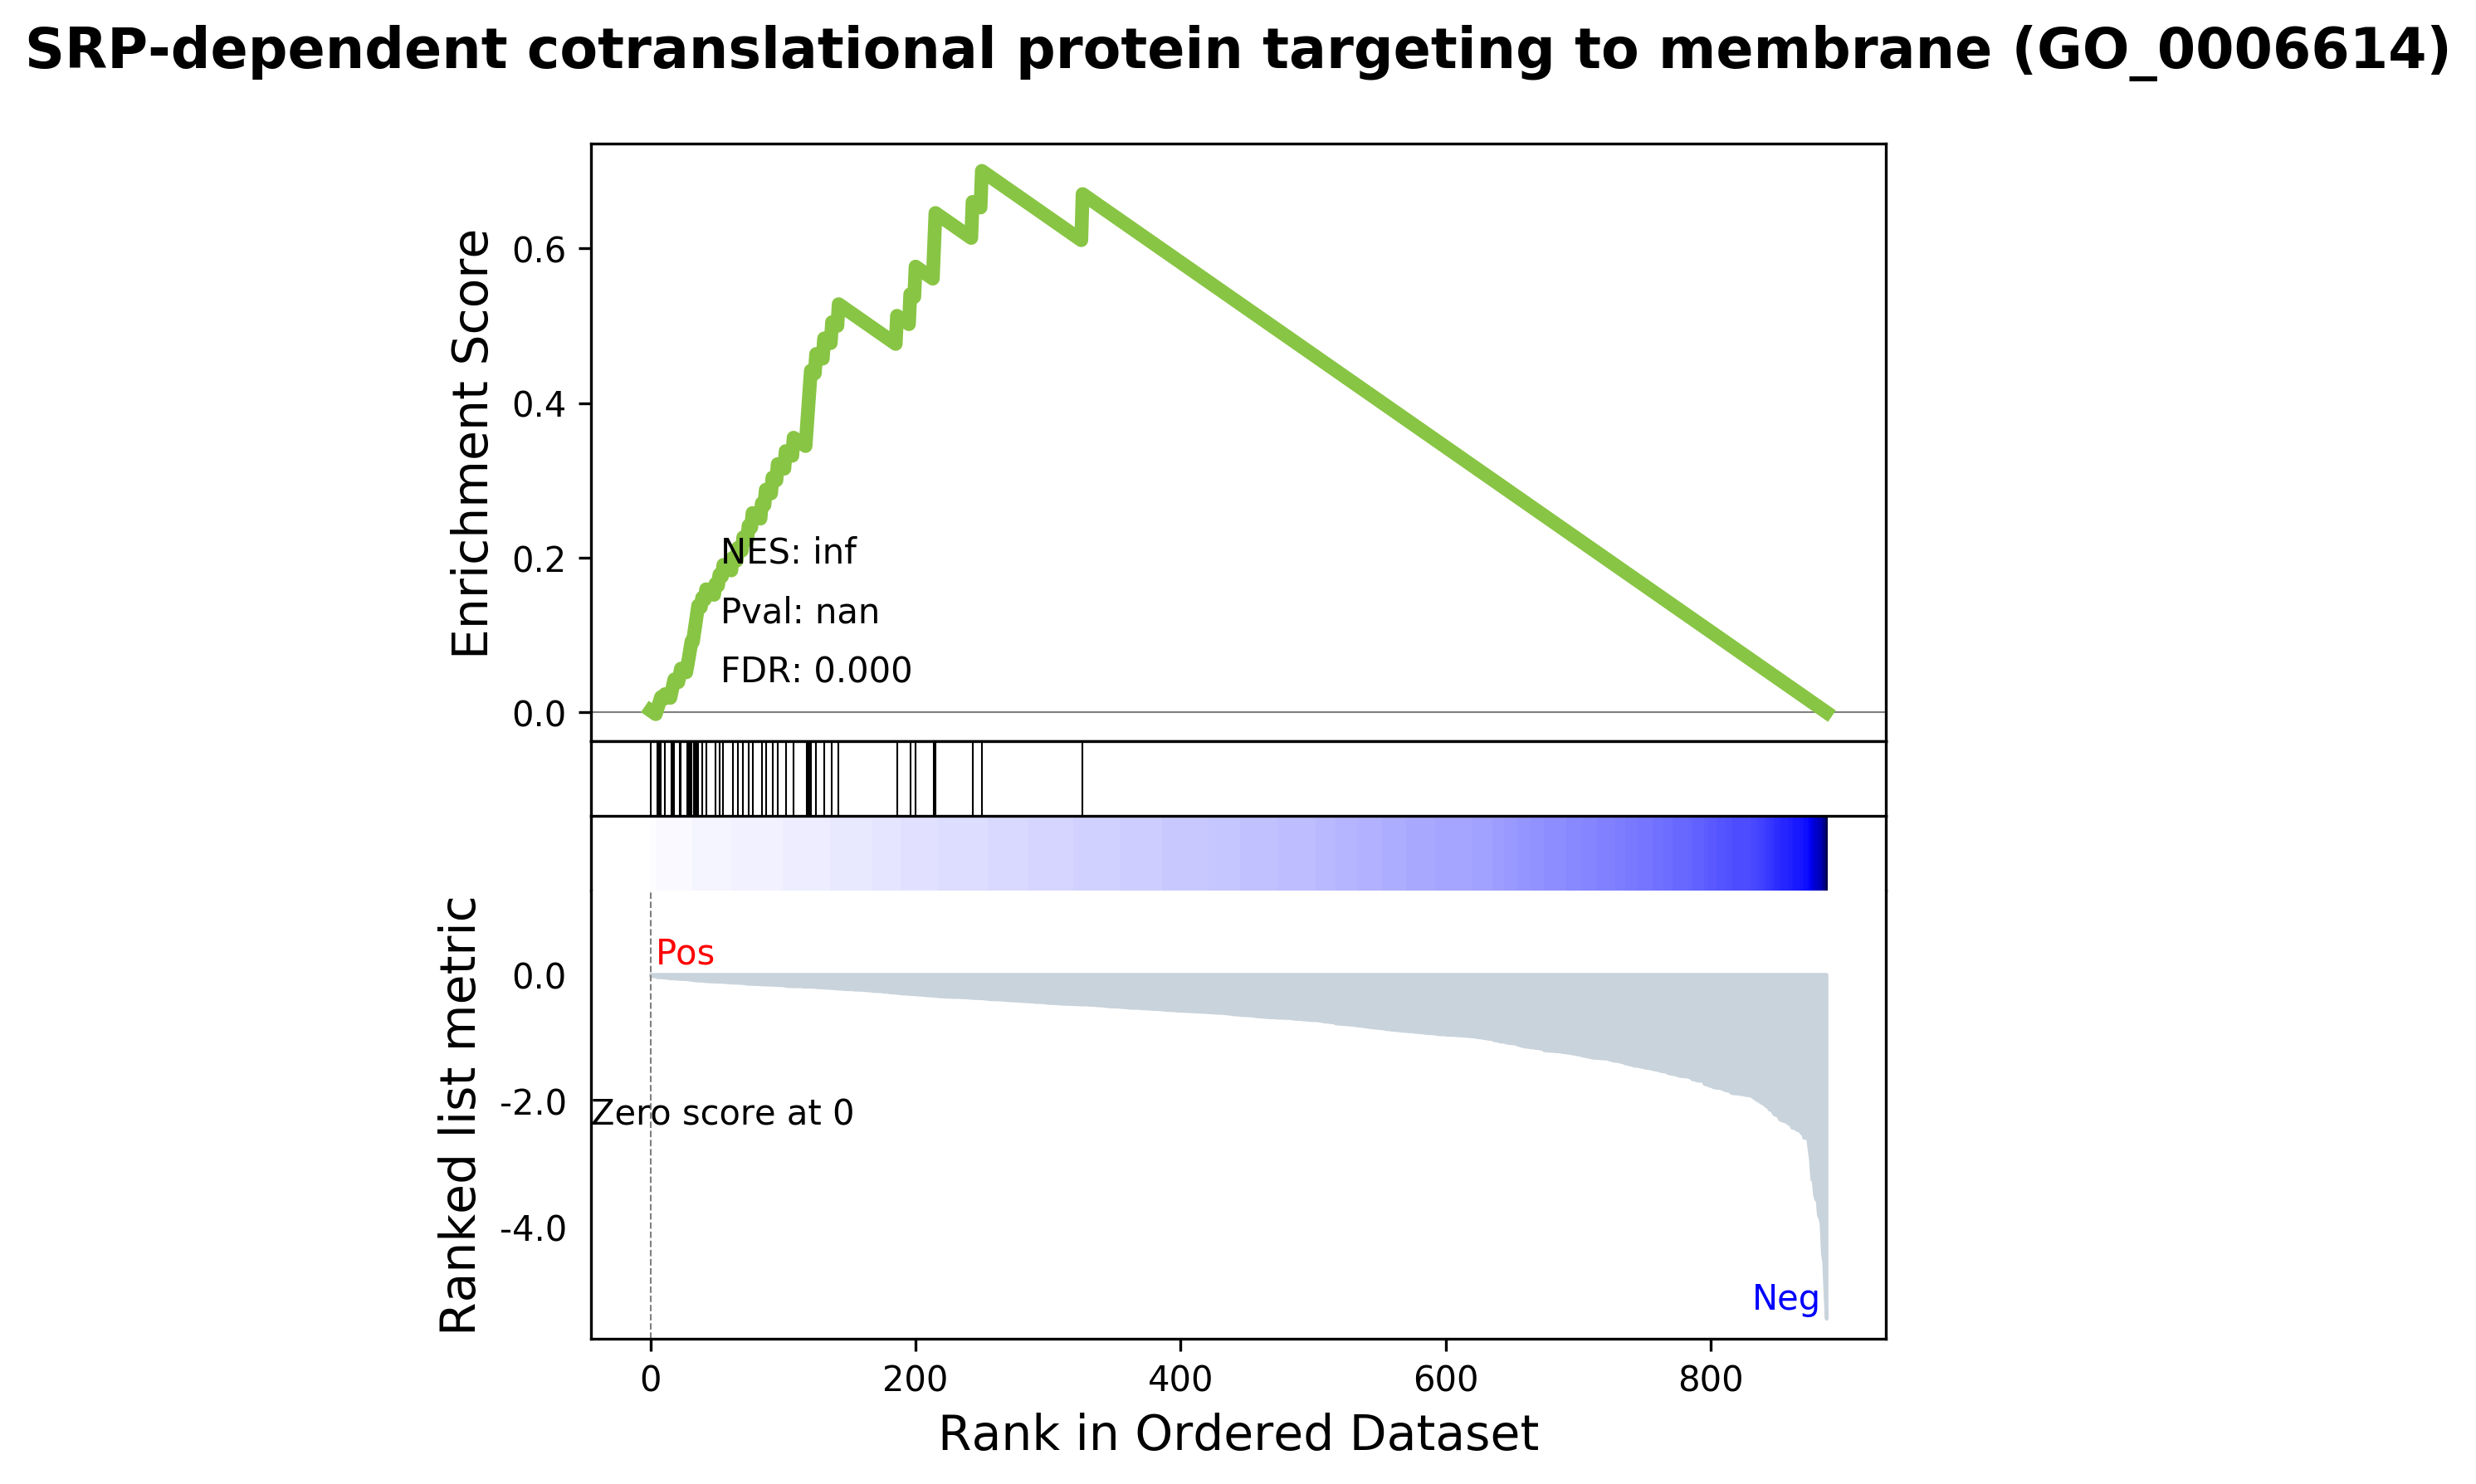 SRP-dependent cotranslational protein targeting to membrane (GO_0006614)
Enrichment Score
0.6
0.4
0.2
0.0
NES: inf
Pval: nan
FDR: 0.000
Ranked list metric
0.0
-2.0
-4.0
Pos
Zero score at 0
Neg
0 200 400 600 800
Rank in Ordered Dataset